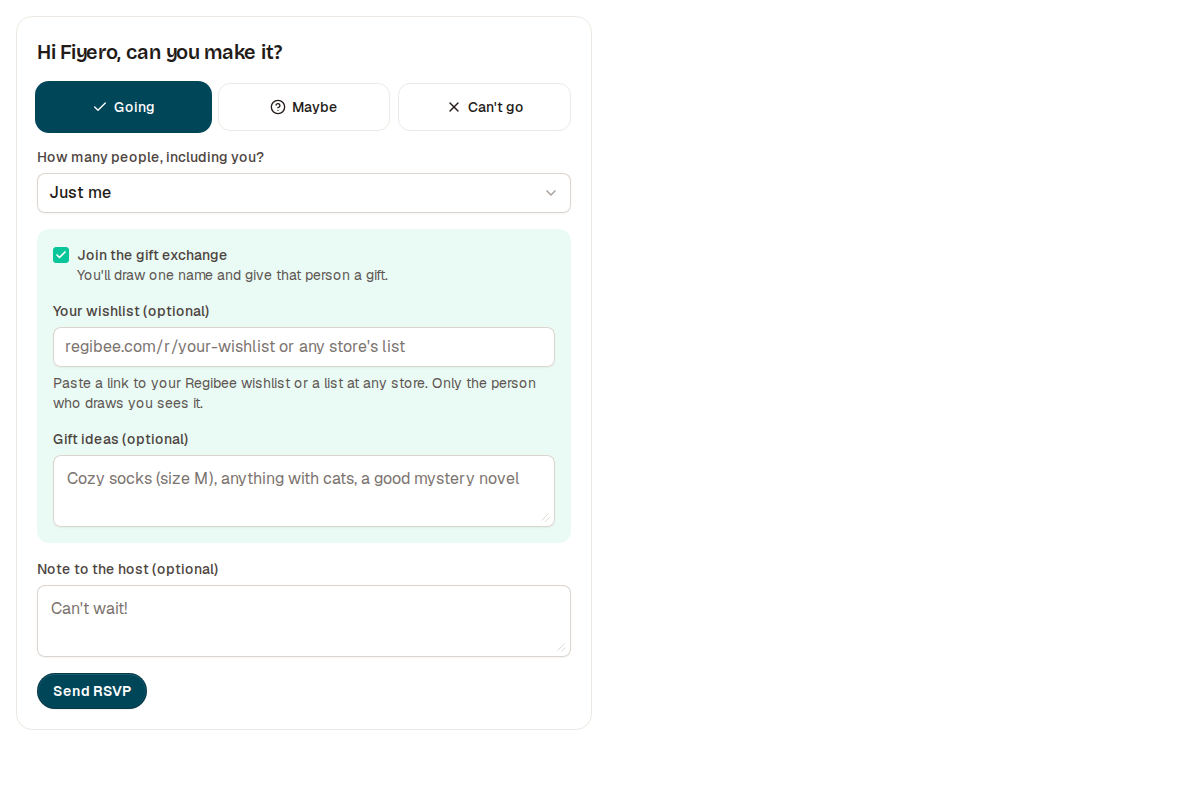 Hi Fiyero, can you make it?
Going
Maybe
Can't go
How many people, including you?
Just me
Join the gift exchange
You'll draw one name and give that person a gift.
Your wishlist (optional)
regibee.com/r/your-wishlist or any store's list
Paste a link to your Regibee wishlist or a list at any store. Only the person
who draws you sees it.
Gift ideas (optional)
Cozy socks (size M), anything with cats, a good mystery novel
Note to the host (optional)
Can't wait!
Send RSVP